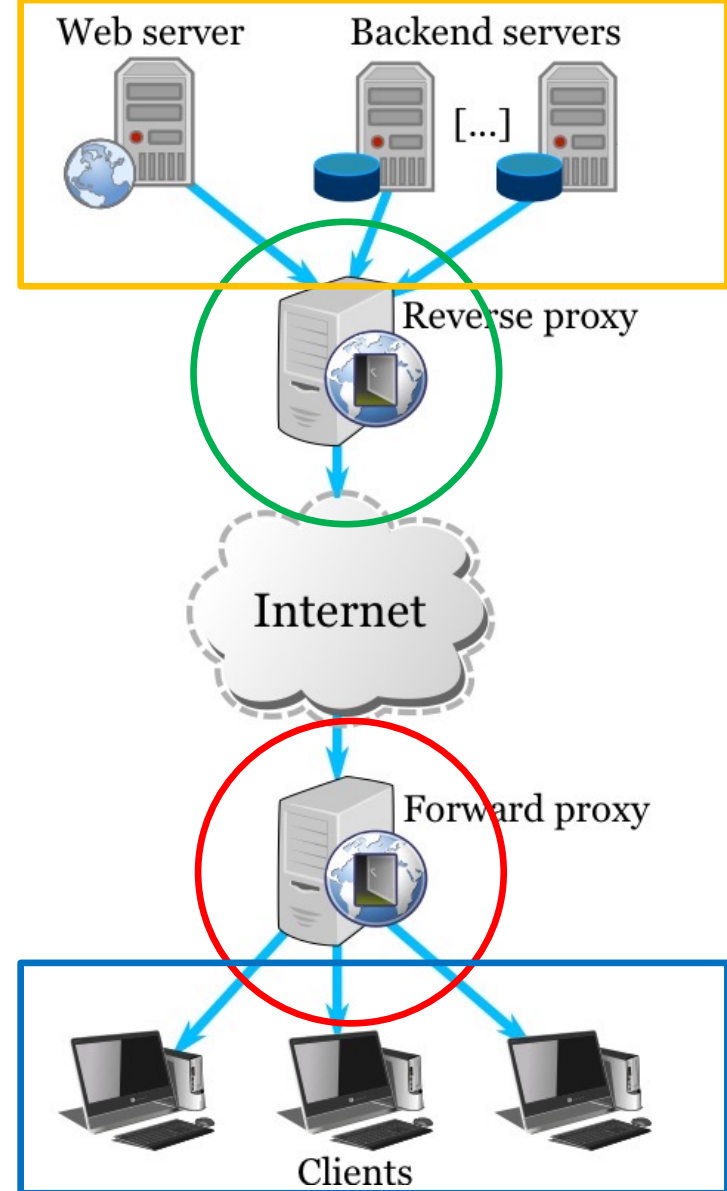 Web server
Backend servers
[...]
Reverse proxy
Internet
Forward proxy
Clients